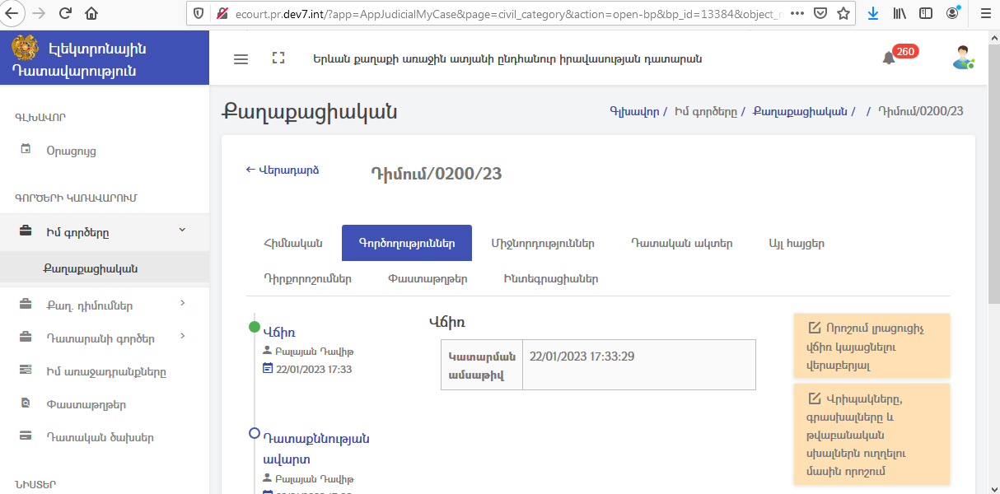 ecourt.pr.dev7.int/?app=AppJudicialMyCase&page=civil_category&action=open-bp&bp_id=13384&object_
Էլեկտրոնային
Դատավարություն
Երևան քաղաքի առաջին ատյանի ընդհանուր իրավասության դատարան
260
ԳԼԽԱՎՈՐ
Օրացույց
ԳՈՐԾԵՐԻ ԿԱՌԱՎԱՐՈՒՄ
Իմ գործերը
Քաղաքացիական
Քաղ. դիմումներ
Դատարանի գործեր
Իմ առաջադրանքները
Փաստաթղթեր
Դատական ծախսեր
ՆԻՍՏԵՐ
Քաղաքացիական
Գլխավոր / Իմ գործերը / Քաղաքացիական / / Դիմում/0200/23
← Վերադարձ
Դիմում/0200/23
Հիմնական Գործողություններ Միջնորդություններ Դատական ակտեր Այլ հայցեր
Դիրքորոշումներ Փաստաթղթեր Ինտեգրացիաներ
Վճիռ
Բալայան Դավիթ
22/01/2023 17:33
Դատաքննության
ավարտ
Բալայան Դավիթ
Վճիռ
Կատարման
ամսաթիվ
22/01/2023 17:33:29
Որոշում լրացուցիչ
վճիռ կայացնելու
վերաբերյալ
Վրիպակները,
գրասխալները և
թվաբանական
սխալներն ուղղելու
մասին որոշում